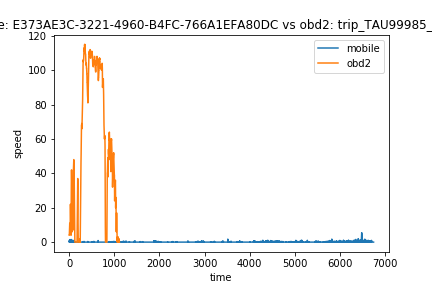 e: E373AE3C-3221-4960-B4FC-766A1EFA80DC vs obd2: trip_TAU99985_
mobile
obd2
speed
120
100
80
60
40
20
0
0 1000 2000 3000 4000 5000 6000 7000
time